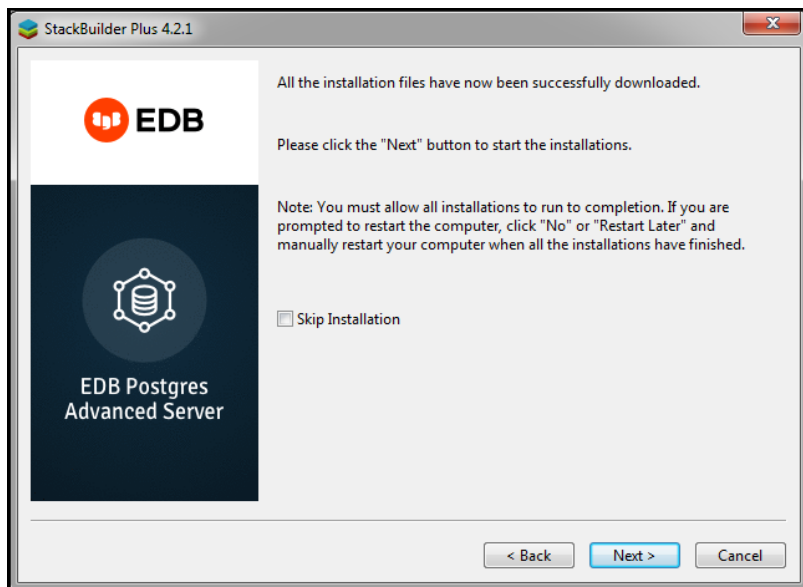 StackBuilder Plus 4.2.1
EDB
All the installation files have now been successfully downloaded.
Please click the "Next" button to start the installations.
Note: You must allow all installations to run to completion. If you are
prompted to restart the computer, click "No" or "Restart Later" and
manually restart your computer when all the installations have finished.
Skip Installation
EDB Postgres
Advanced Server
< Back
Next >
Cancel